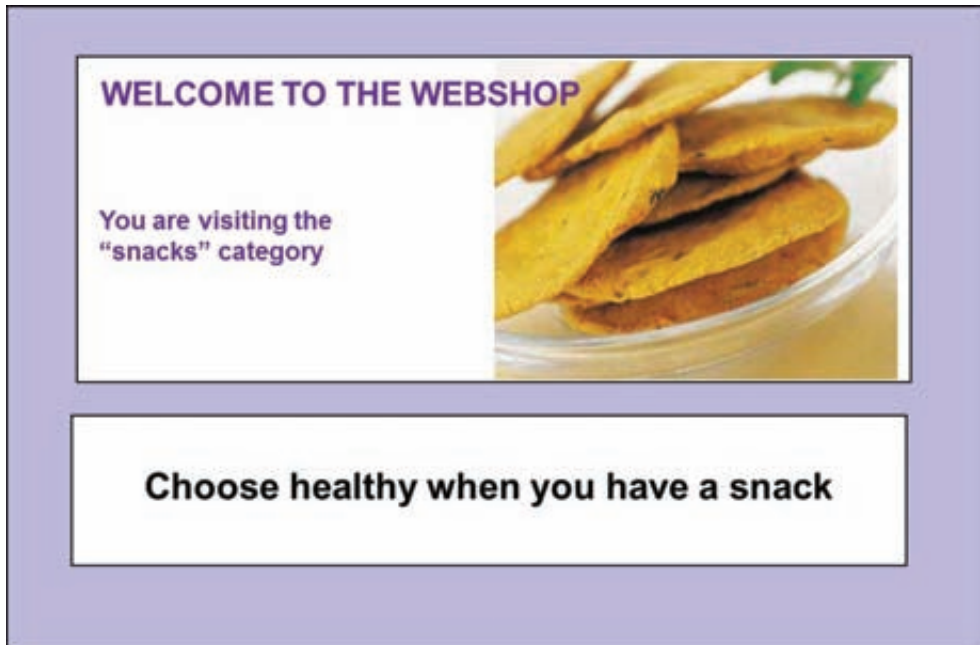 WELCOME TO THE WEBSHOP
You are visiting the
“snacks” category
Choose healthy when you have a snack